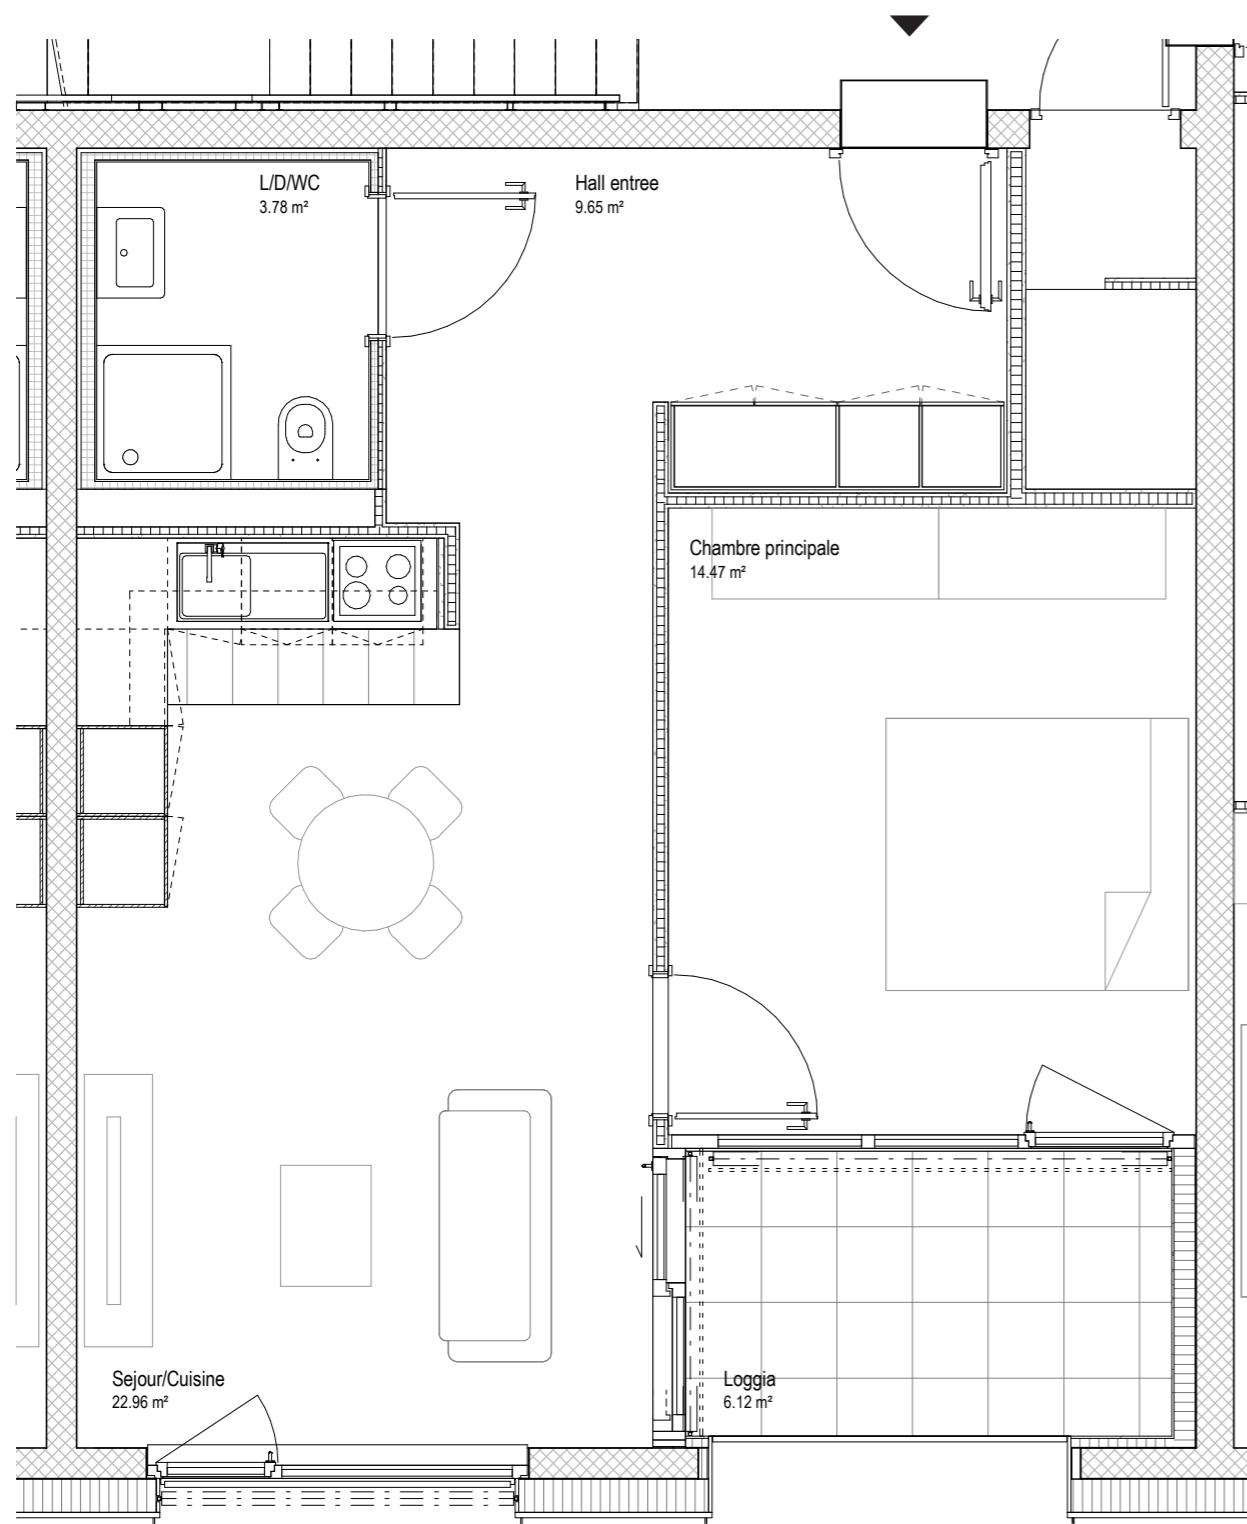 L/D/WC
3.78 m²
Hall entree
9.65 m²
Chambre principale
14.47 m²
Sejour/Cuisine
22.96 m²
Loggia
6.12 m²